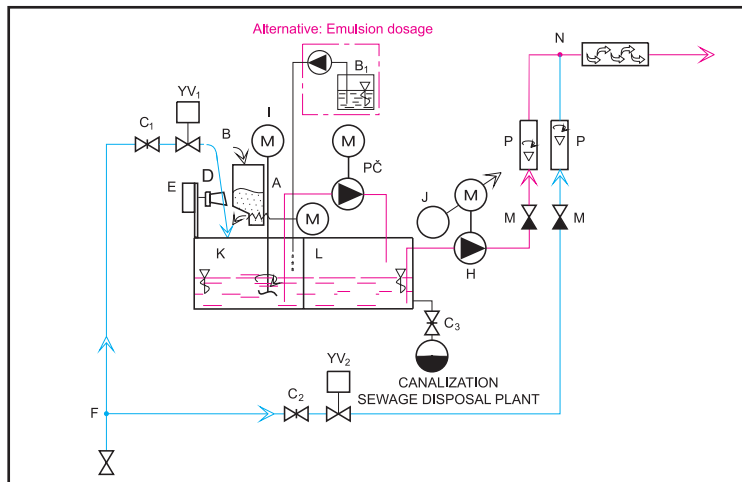 Alternative: Emulsion dosage
N
B₁
YV₁
I
C₁
M
M
B
P
P
PČ
D
A
E
J
M
M
M
M
K
L
H
C₃
YV₂
CANALIZATION
SEWAGE DISPOSAL PLANT
C₂
F